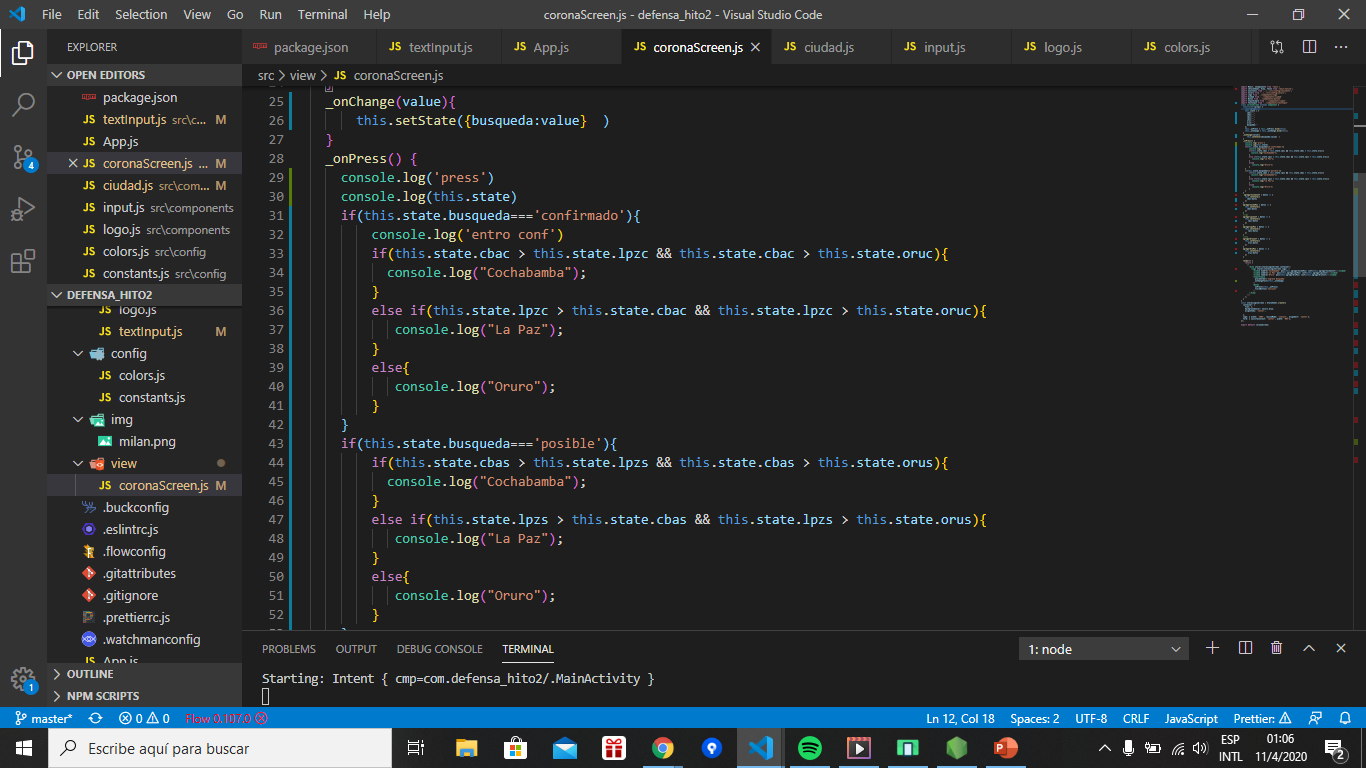 File Edit Selection View Go Run Terminal Help
coronaScreen.js - defensa_hito2 - Visual Studio Code
EXPLORER
OPEN EDITORS
package.json
textInput.js src\c... M
App.js
coronaScreen.js ... M
ciudad.js src\com... M
input.js src\components
logo.js src\components
colors.js src\config
constants.js src\config
DEFENSA_HITO2
logo.js
textInput.js M
config
colors.js
constants.js
img
milan.png
view
coronaScreen.js M
.buckconfig
.eslintrc.js
.flowconfig
.gitattributes
.gitignore
.prettierrc.js
.watchmanconfig
App.js
OUTLINE
NPM SCRIPTS
4
1
package.json textInput.js App.js coronaScreen.js ciudad.js input.js logo.js colors.js
src > view > JS coronaScreen.js
25 _onChange(value){
26 this.setState({busqueda:value} )
27 }
28 _onPress() {
29 console.log('press')
30 console.log(this.state)
31 if(this.state.busqueda==='confirmado'){
32 console.log('entro conf')
33 if(this.state.cbac > this.state.lpzc && this.state.cbac > this.state.oruc){
34 console.log("Cochabamba");
35 }
36 else if(this.state.lpzc > this.state.cbac && this.state.lpzc > this.state.oruc){
37 console.log("La Paz");
38 }
39 else{
40 console.log("Oruro");
41 }
42 }
43 if(this.state.busqueda==='posible'){
44 if(this.state.cbas > this.state.lpzs && this.state.cbas > this.state.orus){
45 console.log("Cochabamba");
46 }
47 else if(this.state.lpzs > this.state.cbas && this.state.lpzs > this.state.orus){
48 console.log("La Paz");
49 }
50 else{
51 console.log("Oruro");
52 }
PROBLEMS OUTPUT DEBUG CONSOLE TERMINAL
1: node
Starting: Intent { cmp=com.defensa_hito2/.MainActivity }
master* 0 0 Flow 0.107.0
Ln 12, Col 18 Spaces: 2 UTF-8 CRLF JavaScript Prettier:
Escribe aquí para buscar
ESP
INTL
01:06
11/4/2020
2